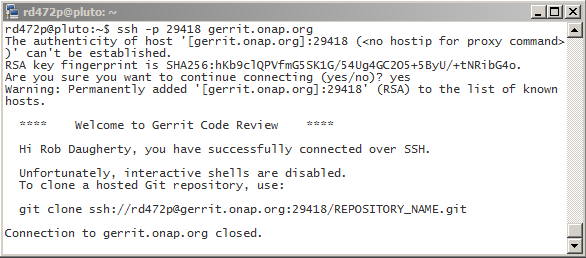 rd472p@pluto: ~
rd472p@pluto:~$ ssh -p 29418 gerrit.onap.org
The authenticity of host '[gerrit.onap.org]:29418 (<no hostip for proxy command>
)' can't be established.
RSA key fingerprint is SHA256:hKb9clQPVfmG5SK1G/54Ug4GC2O5+5ByU/+tNRibG4o.
Are you sure you want to continue connecting (yes/no)? yes
Warning: Permanently added '[gerrit.onap.org]:29418' (RSA) to the list of known
hosts.
****    Welcome to Gerrit Code Review    ****
Hi Rob Daugherty, you have successfully connected over SSH.
Unfortunately, interactive shells are disabled.
To clone a hosted Git repository, use:
git clone ssh://rd472p@gerrit.onap.org:29418/REPOSITORY_NAME.git
Connection to gerrit.onap.org closed.